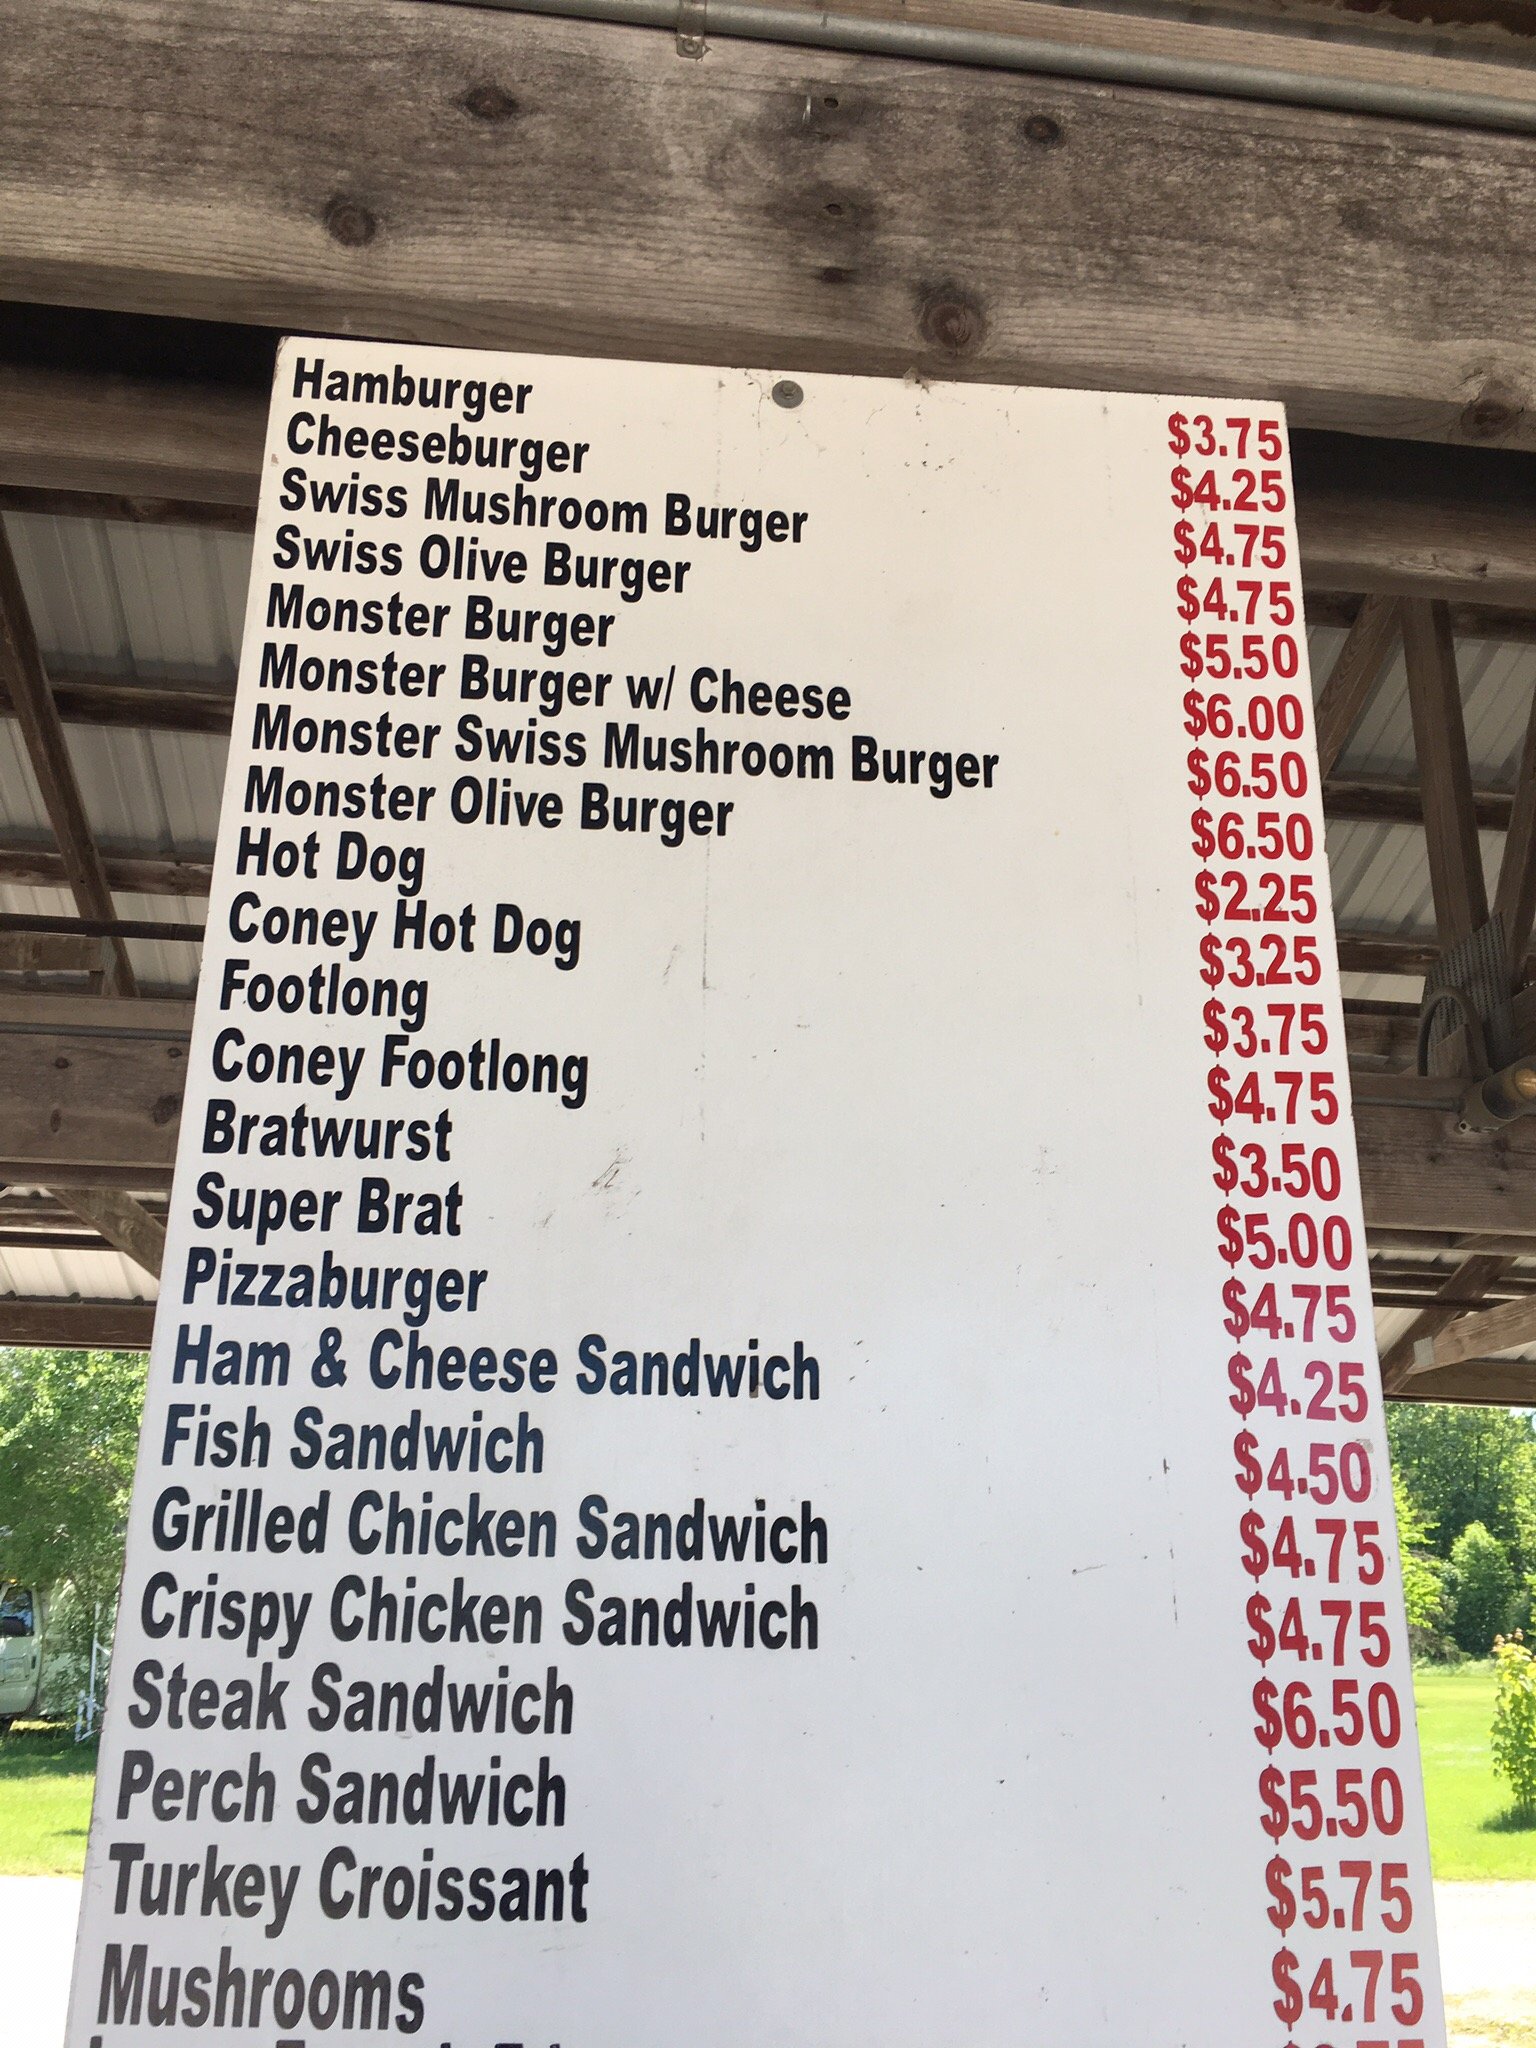 Hamburger $3.75
Cheeseburger $4.25
Swiss Mushroom Burger $4.75
Swiss Olive Burger $4.75
Monster Burger $5.50
Monster Burger w/ Cheese $6.00
Monster Swiss Mushroom Burger $6.50
Monster Olive Burger $6.50
Hot Dog $2.25
Coney Hot Dog $3.25
Footlong $3.75
Coney Footlong $4.75
Bratwurst $3.50
Super Brat $5.00
Pizzaburger $4.75
Ham & Cheese Sandwich $4.25
Fish Sandwich $4.50
Grilled Chicken Sandwich $4.75
Crispy Chicken Sandwich $4.75
Steak Sandwich $6.50
Perch Sandwich $5.50
Turkey Croissant $5.75
Mushrooms $4.75